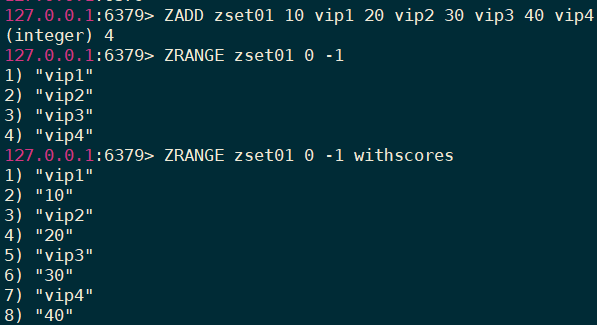 127.0.0.1:6379> ZADD zset01 10 vip1 20 vip2 30 vip3 40 vip4
(integer) 4
127.0.0.1:6379> ZRANGE zset01 0 -1
1) "vip1"
2) "vip2"
3) "vip3"
4) "vip4"
127.0.0.1:6379> ZRANGE zset01 0 -1 withscores
1) "vip1"
2) "10"
3) "vip2"
4) "20"
5) "vip3"
6) "30"
7) "vip4"
8) "40"